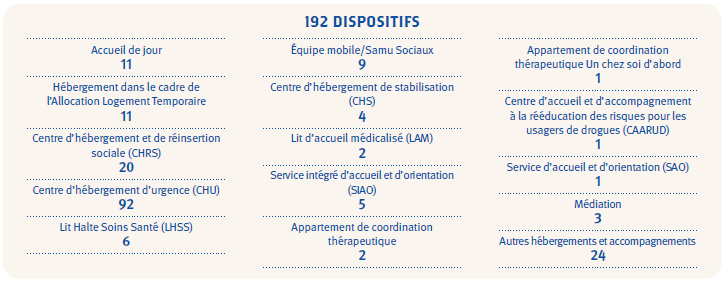 192 DISPOSITIFS
Accueil de jour
11
Hébergement dans le cadre de
l'Allocation Logement Temporaire
11
Centre d'hébergement et de réinsertion
sociale (CHRS)
20
Centre d'hébergement d'urgence (CHU)
92
Lit Halte Soins Santé (LHSS)
6
Équipe mobile/Samu Sociaux
9
Centre d'hébergement de stabilisation
(CHS)
4
Lit d'accueil médicalisé (LAM)
2
Service intégré d'accueil et d'orientation
(SIAO)
5
Appartement de coordination
thérapeutique
2
Appartement de coordination
thérapeutique Un chez soi d'abord
1
Centre d'accueil et d'accompagnement
à la rééducation des risques pour les
usagers de drogues (CAARUD)
1
Service d'accueil et d'orientation (SAO)
1
Médiation
3
Autres hébergements et accompagnements
24